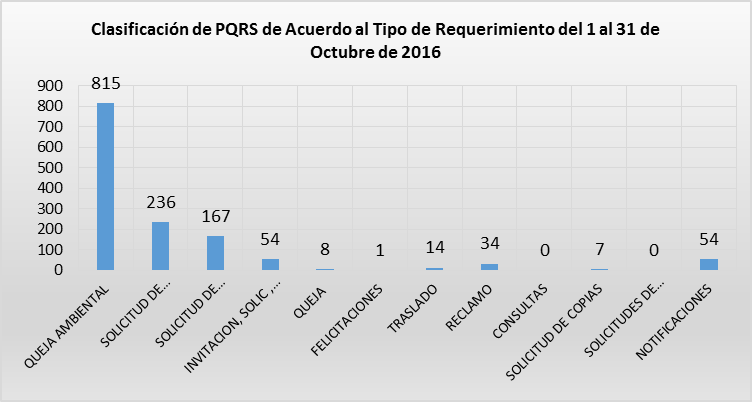 Clasificación de PQRS de Acuerdo al Tipo de Requerimiento del 1 al 31 de
Octubre de 2016
900
800
700
600
500
400
300
200
100
0
815
236
167
54
8
1
14
34
0
7
0
54
QUEJA AMBIENTAL
SOLICITUD DE...
SOLICITUD DE...
INVITACION, SOLIC , ...
QUEJA
FELICITACIONES
TRASLADO
RECLAMO
CONSULTAS
SOLICITUD DE COPIAS
SOLICITUDES DE...
NOTIFICACIONES